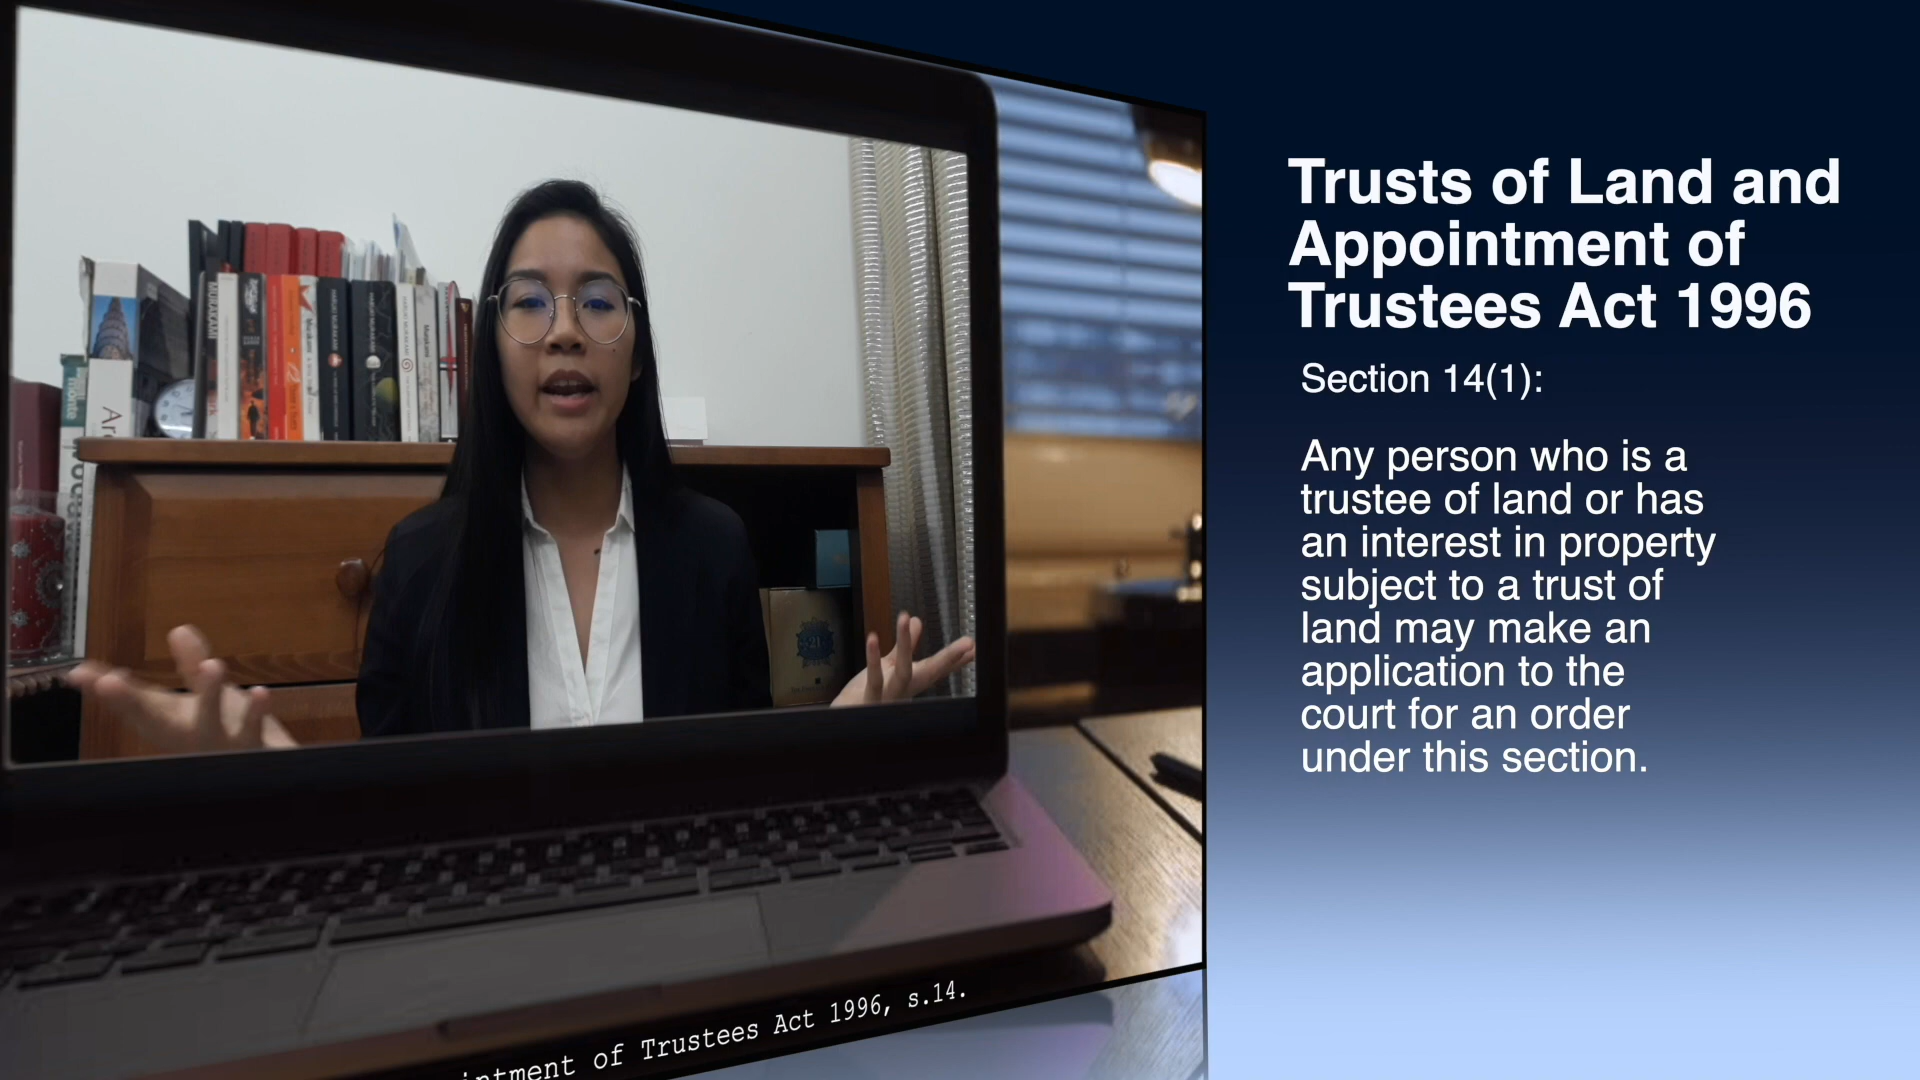 Trusts of Land and
Appointment of
Trustees Act 1996
Section 14(1):
Any person who is a
trustee of land or has
an interest in property
subject to a trust of
land may make an
application to the
court for an order
under this section.
MURAKAMI
21
of Trustees Act 1996, s.14.